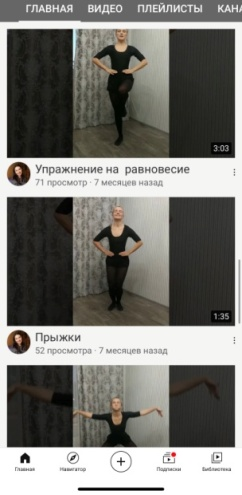 ГЛАВНАЯ ВИДЕО ПЛЕЙЛИСТЫ КАНА
3:03
Упражнение на равновесие
71 просмотр · 7 месяцев назад
1:35
Прыжки
52 просмотра · 7 месяцев назад
Главная Навигатор Подписки Библиотека